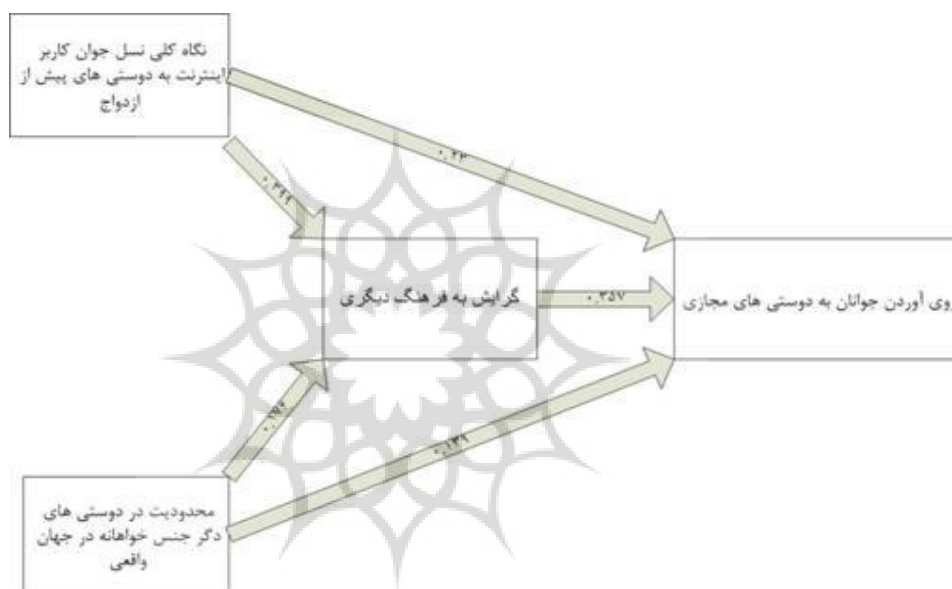 نگاه کلی نسل جوان کاربر
اینترنت به دوستی های پیش از
ازدواج
۰,۲۳
۰,۳۹۹
گرایش به فرهنگ دیگری
۰,۳۵۷
وی آوردن جوانان به دوستی های مجازی
۰,۱۳۹
محدودیت در دوستی های
دگر جنس خواهانه در جهان
واقعی